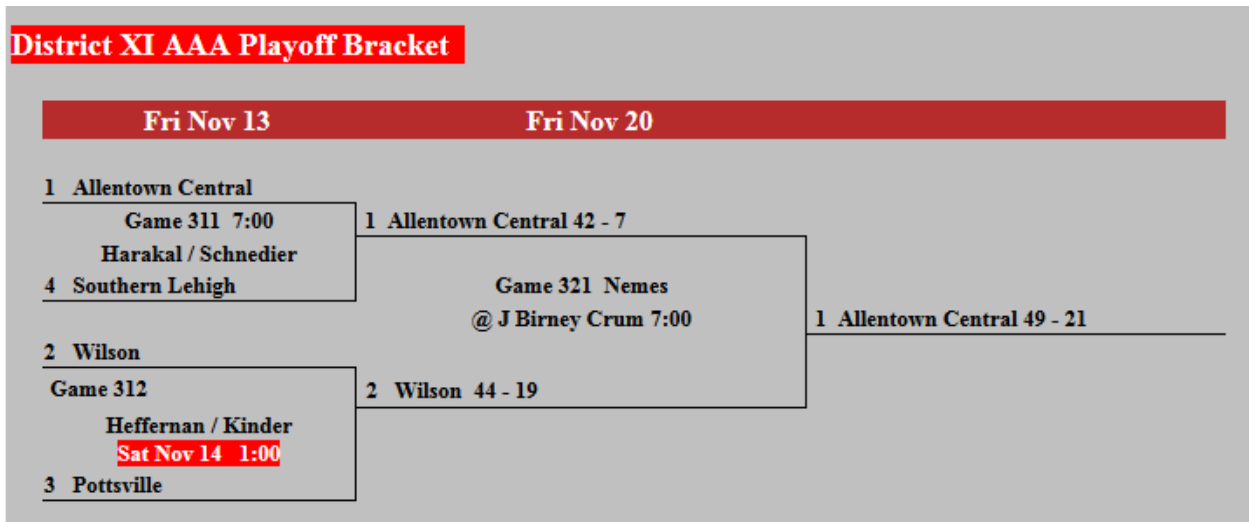 District XI AAA Playoff Bracket
Fri Nov 13 Fri Nov 20
1 Allentown Central
Game 311 7:00
Harakal / Schnedier
4 Southern Lehigh
1 Allentown Central 42 - 7
Game 321 Nemes
@ J Birney Crum 7:00
1 Allentown Central 49 - 21
2 Wilson
Game 312
Heffernan / Kinder
Sat Nov 14 1:00
3 Pottsville
2 Wilson 44 - 19